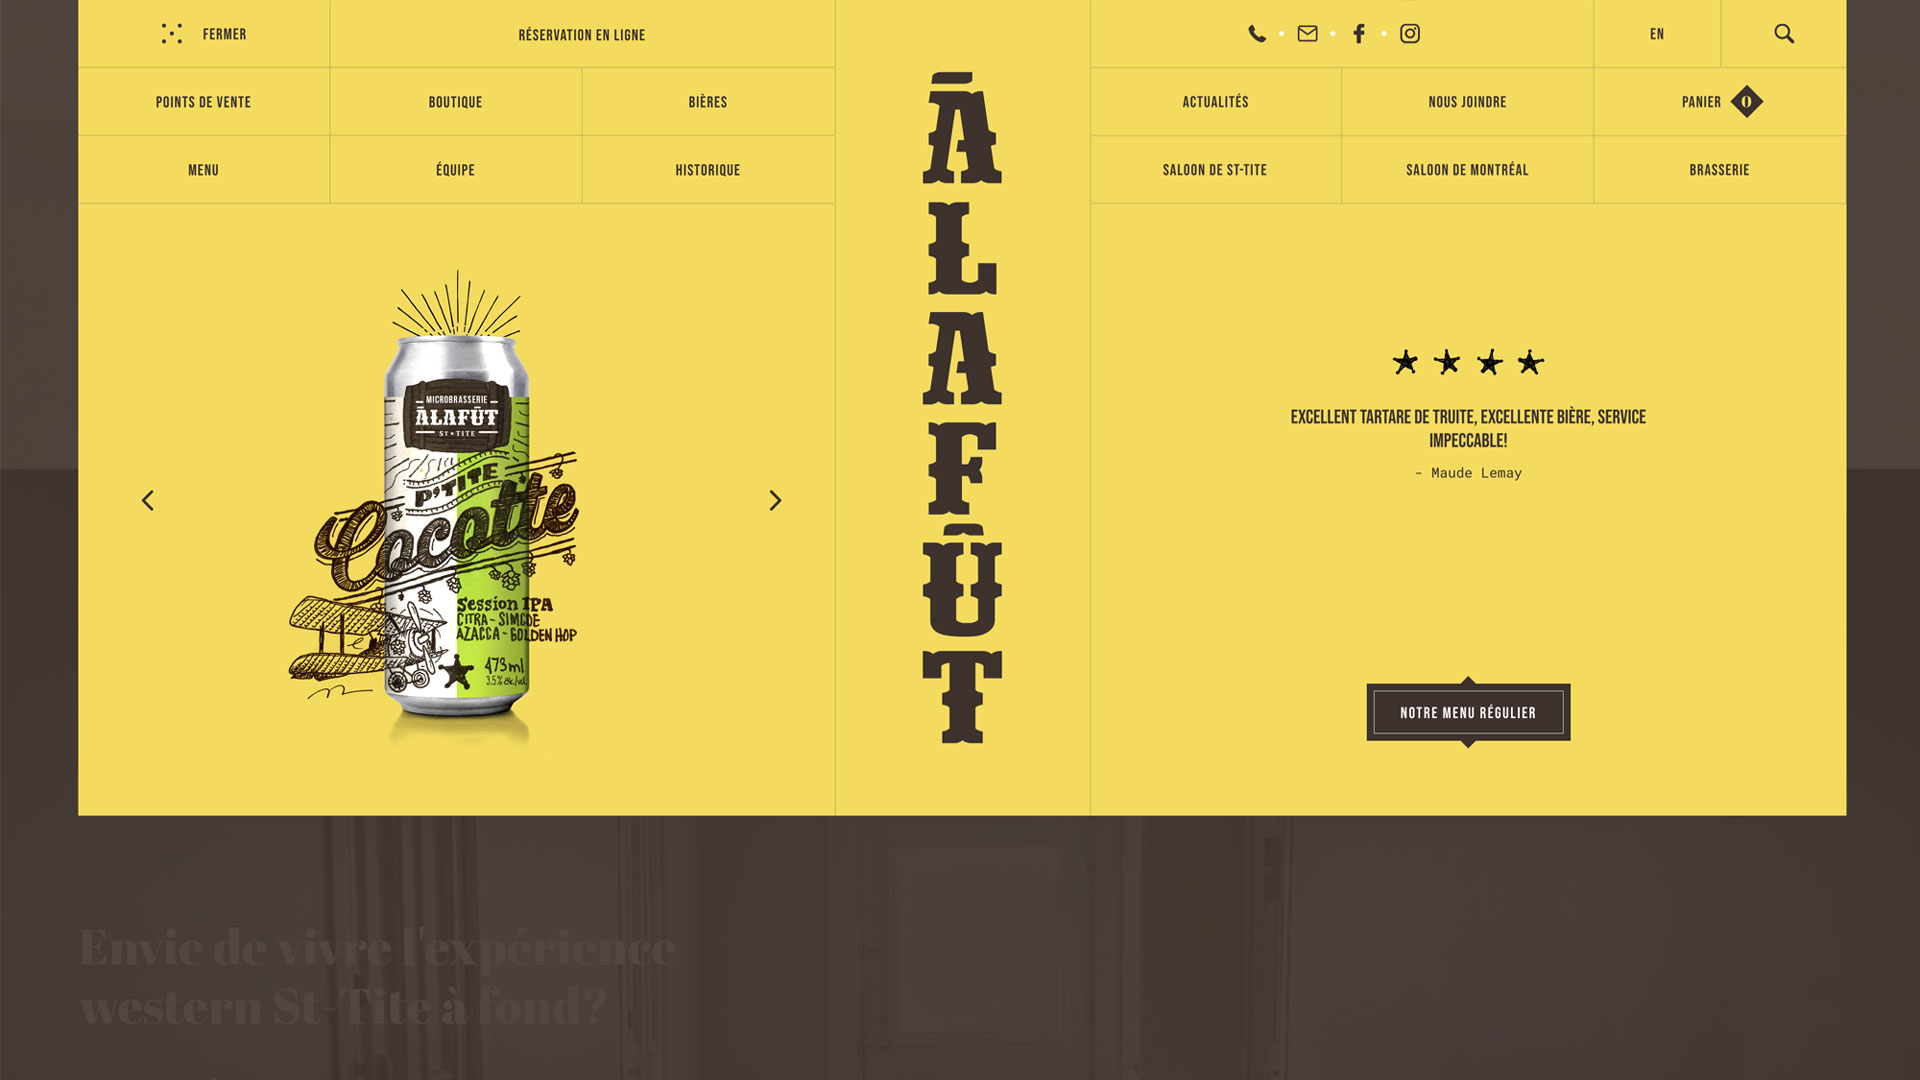 FERMER
RÉSERVATION EN LIGNE
EN
POINTS DE VENTE
BOUTIQUE
BIÈRES
ACTUALITÉS
NOUS JOINDRE
PANIER 0
MENU
ÉQUIPE
HISTORIQUE
SALOON DE ST-TITE
SALOON DE MONTRÉAL
BRASSERIE
MICROBRASSERIE
ÀLAFÛT
ST★TITE
P'TITE
Cocotte
Session IPA
CITRA - SIMCOE
AZACCA - GOLDEN HOP
473ml
3.5% alc./vol.
ĀLAFÛT
EXCELLENT TARTARE DE TRUITE, EXCELLENTE BIÈRE, SERVICE
IMPECCABLE!
- Maude Lemay
NOTRE MENU RÉGULIER
Envie de vivre l'expérience
western St-Tite à fond?